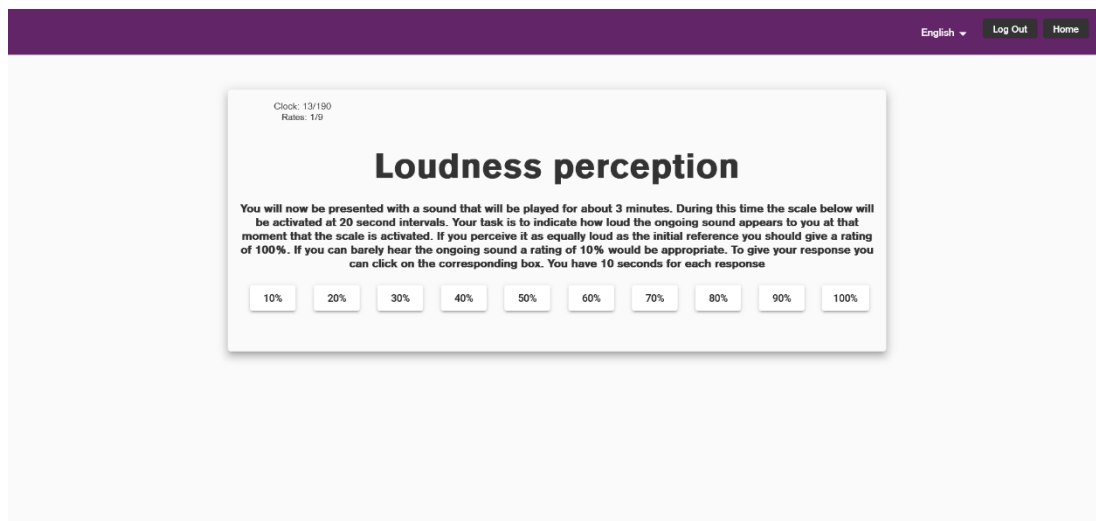 English
Log Out
Home
Clock: 13/190
Rates: 1/9
Loudness perception
You will now be presented with a sound that will be played for about 3 minutes. During this time the scale below will
be activated at 20 second intervals. Your task is to indicate how loud the ongoing sound appears to you at that
moment that the scale is activated. If you perceive it as equally loud as the initial reference you should give a rating
of 100%. If you can barely hear the ongoing sound a rating of 10% would be appropriate. To give your response you
can click on the corresponding box. You have 10 seconds for each response
10% 20% 30% 40% 50% 60% 70% 80% 90% 100%